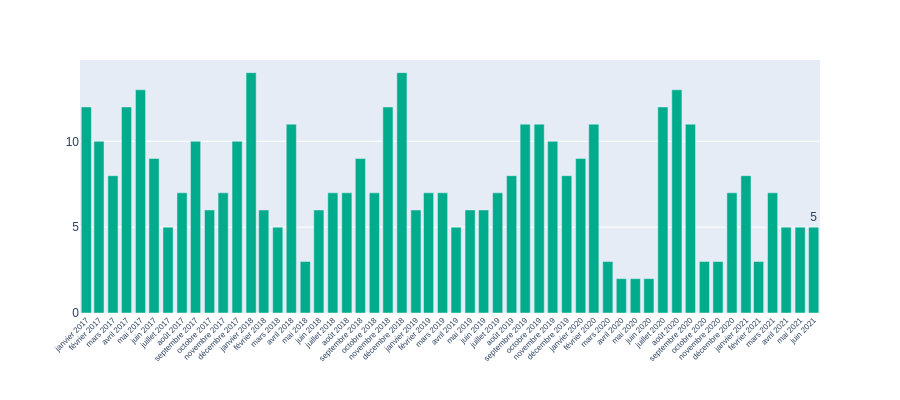 10
5
0
5
janvier 2017
février 2017
mars 2017
avril 2017
mai 2017
juin 2017
juillet 2017
août 2017
septembre 2017
octobre 2017
novembre 2017
décembre 2017
janvier 2018
février 2018
mars 2018
avril 2018
mai 2018
juin 2018
juillet 2018
août 2018
septembre 2018
octobre 2018
novembre 2018
décembre 2018
janvier 2019
février 2019
mars 2019
avril 2019
mai 2019
juin 2019
juillet 2019
août 2019
septembre 2019
octobre 2019
novembre 2019
décembre 2019
janvier 2020
février 2020
mars 2020
avril 2020
mai 2020
juin 2020
juillet 2020
août 2020
septembre 2020
octobre 2020
novembre 2020
décembre 2020
janvier 2021
février 2021
mars 2021
avril 2021
mai 2021
juin 2021